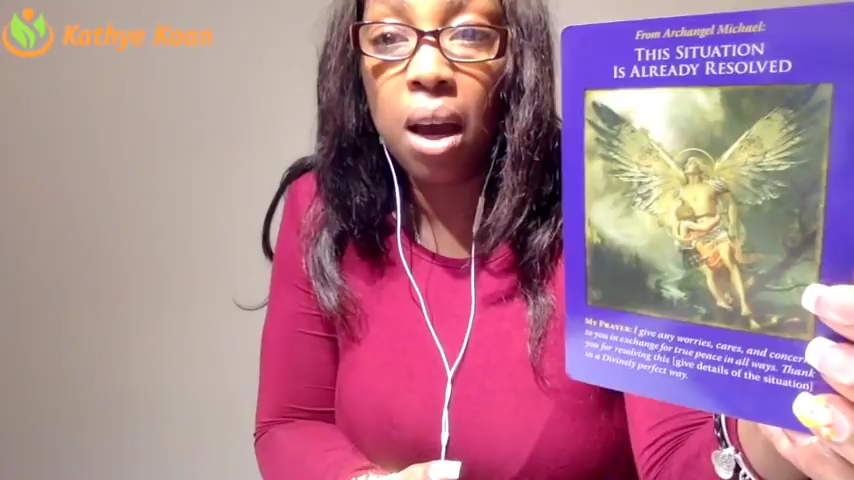 Kathye Kaan
From Archangel Michael:
THIS SITUATION
IS ALREADY RESOLVED
MY PRAYER: I give any worries, cares, and concerns
to you in exchange for true peace in all ways. Thank
you for resolving this [give details of the situation]
in a Divinely perfect way.